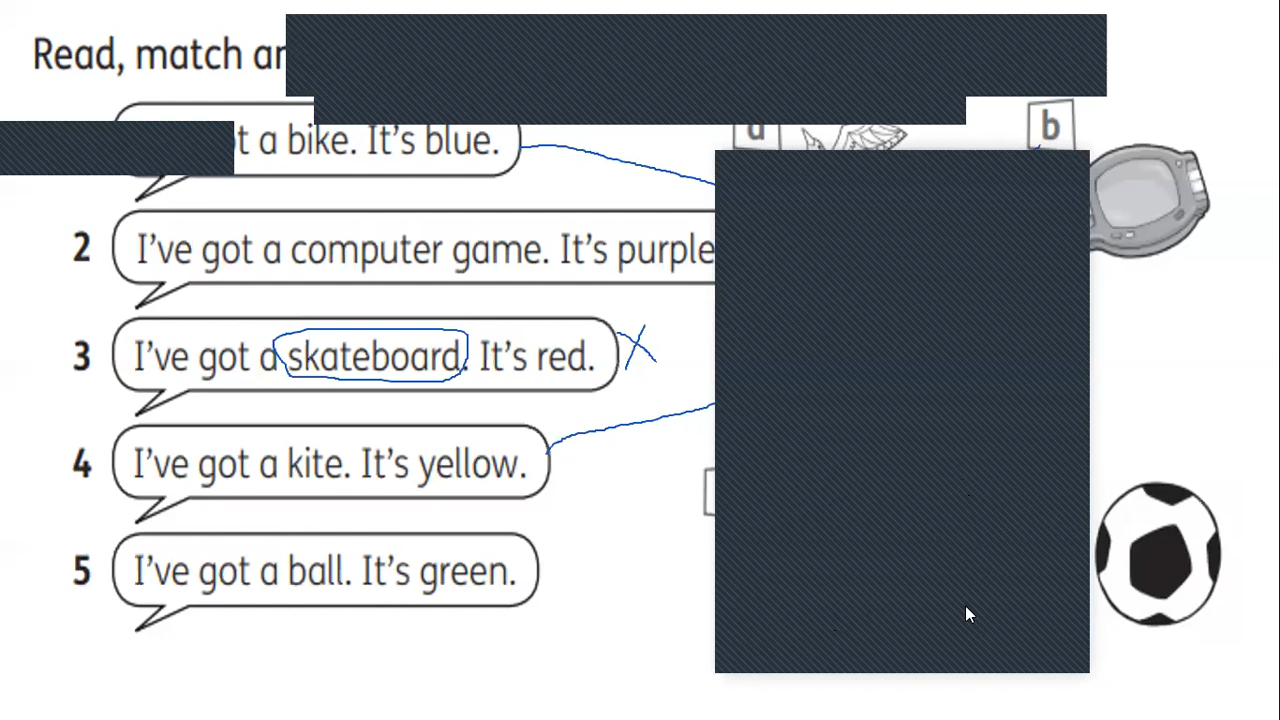 Read, match
t a bike. It's blue.
a
b
2 I've got a computer game. It's purple
3 I've got a skateboard. It's red.
4 I've got a kite. It's yellow.
5 I've got a ball. It's green.